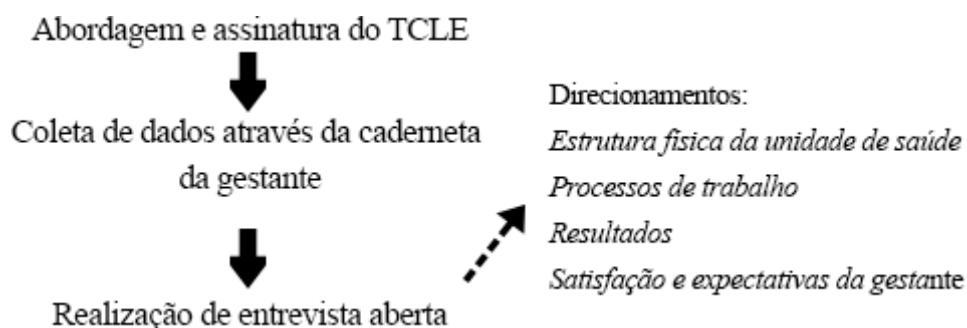 Abordagem e assinatura do TCLE
Coleta de dados através da caderneta
da gestante
Realização de entrevista aberta
Direcionamentos:
Estrutura física da unidade de saúde
Processos de trabalho
Resultados
Satisfação e expectativas da gestante